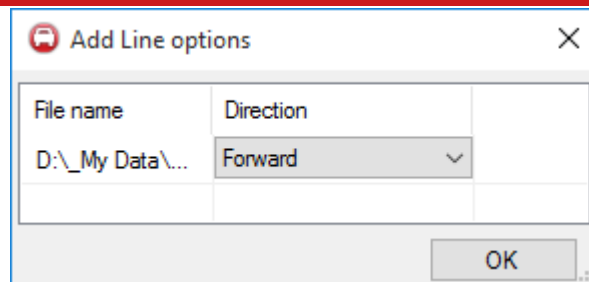 Add Line options
File name Direction
D:\_My Data\... Forward
OK